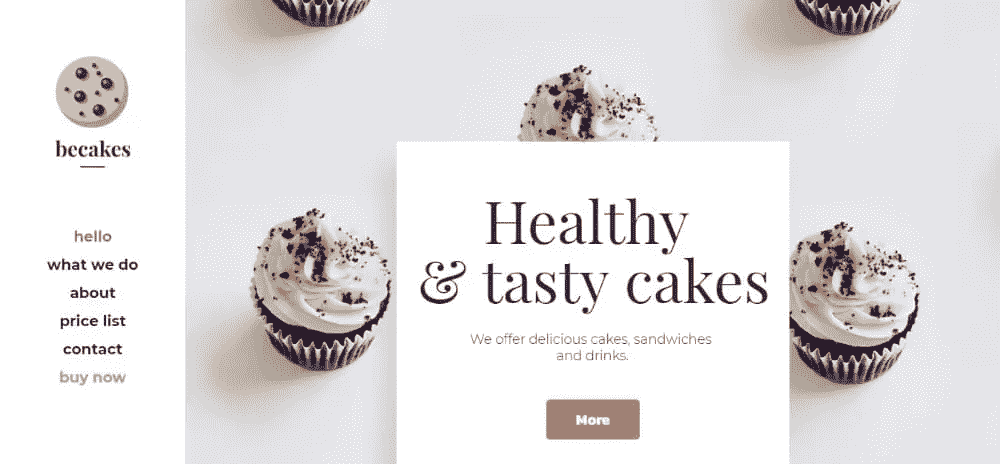 becakes
hello
what we do
about
price list
contact
buy now
Healthy
& tasty cakes
We offer delicious cakes, sandwiches
and drinks.
More